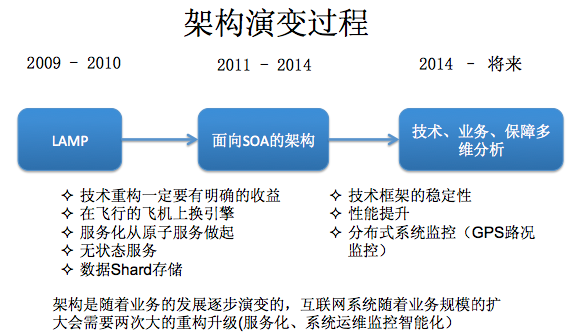 架构演变过程
2009 - 2010
2011 - 2014
2014 - 将来
LAMP
面向SOA的架构
技术、业务、保障多
维分析
✧ 技术重构一定要有明确的收益
✧ 在飞行的飞机上换引擎
✧ 服务化从原子服务做起
✧ 无状态服务
✧ 数据Shard存储
✧ 技术框架的稳定性
✧ 性能提升
✧ 分布式系统监控（GPS路况
监控）
架构是随着业务的发展逐步演变的，互联网系统随着业务规模的扩
大会需要两次大的重构升级(服务化、系统运维监控智能化）